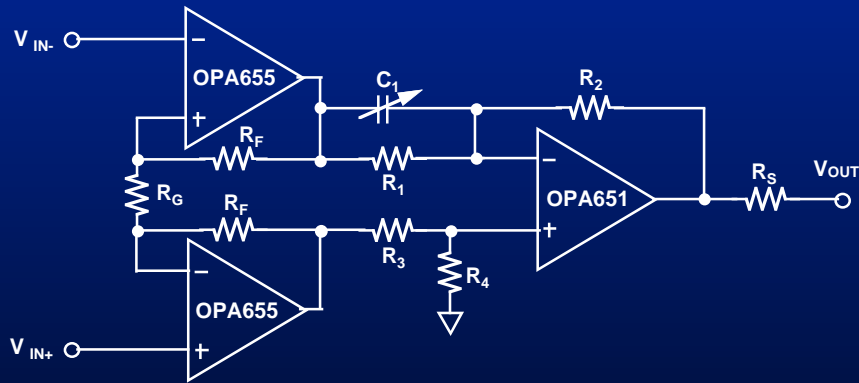 V IN-
−
OPA655
+
C1
R2
RF
R1
−
OPA651
+
RS
VOUT
RG
RF
R3
R4
−
OPA655
+
V IN+